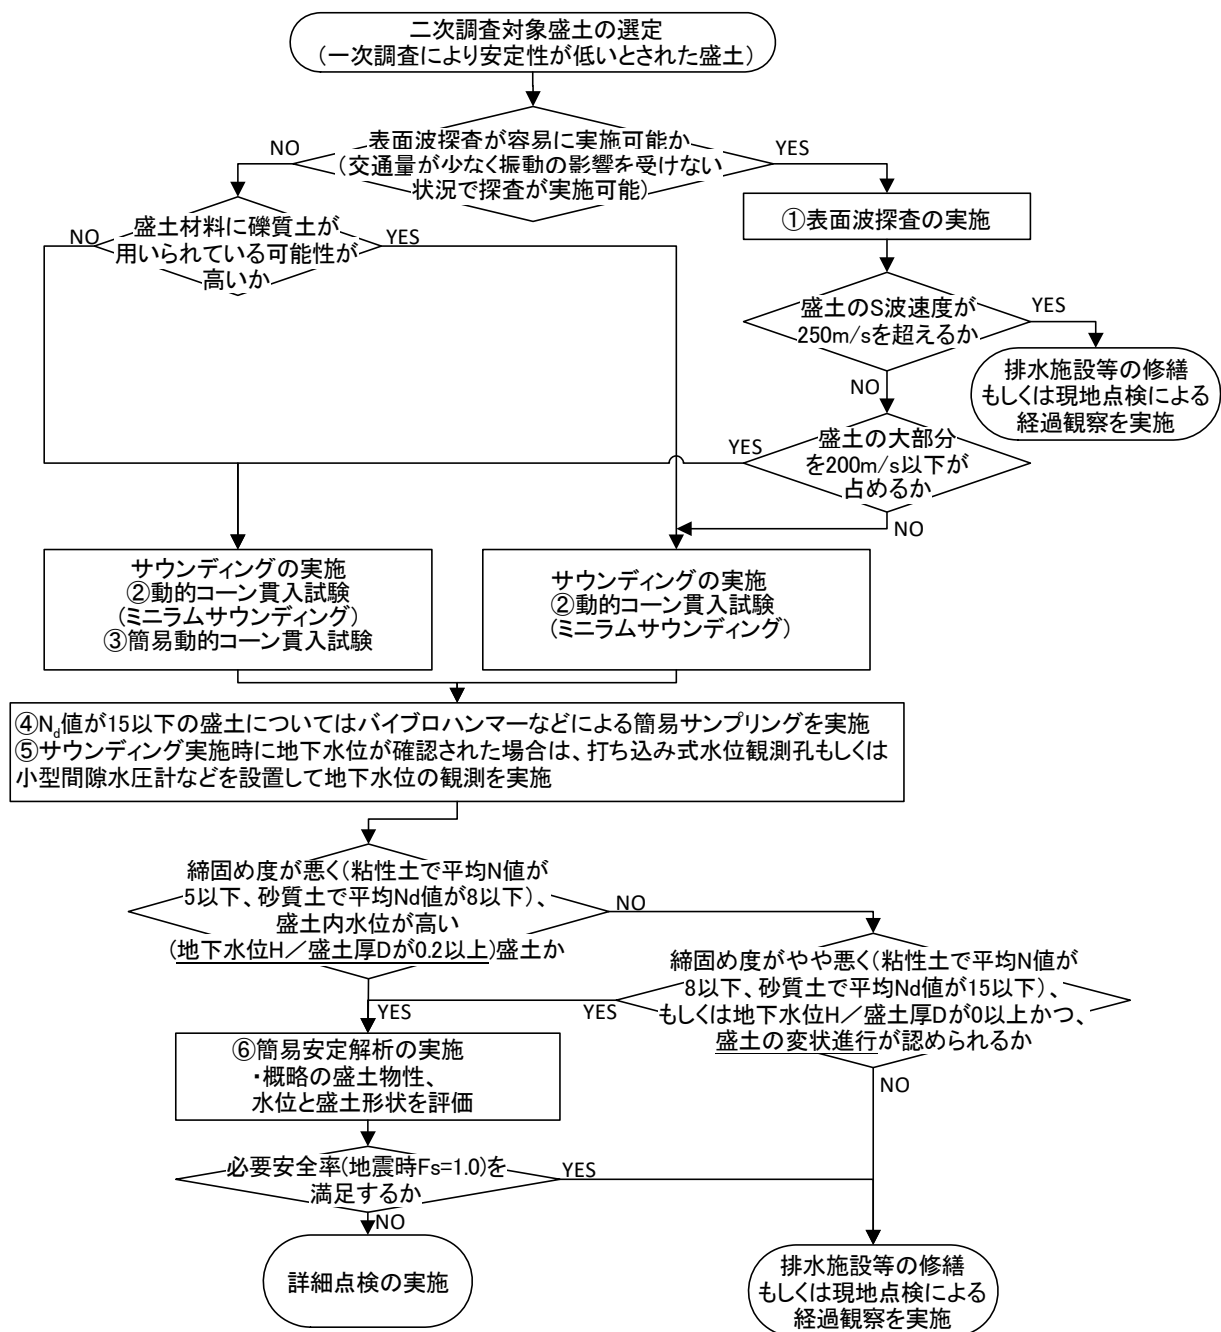 二次調査対象盛土の選定
(一次調査により安定性が低いとされた盛土)
表面波探査が容易に実施可能か
(交通量が少なく振動の影響を受けない
状況で探査が実施可能)
NO
YES
①表面波探査の実施
盛土材料に礫質土が
用いられている可能性が
高いか
NO
YES
盛土のS波速度が
250m/sを超えるか
YES
NO
排水施設等の修繕
もしくは現地点検による
経過観察を実施
盛土の大部分
を200m/s以下が
占めるか
YES
NO
サウンディングの実施
②動的コーン貫入試験
(ミニラムサウンディング)
③簡易動的コーン貫入試験
サウンディングの実施
②動的コーン貫入試験
(ミニラムサウンディング)
④Nd値が15以下の盛土についてはバイブロハンマーなどによる簡易サンプリングを実施
⑤サウンディング実施時に地下水位が確認された場合は、打ち込み式水位観測孔もしくは
小型間隙水圧計などを設置して地下水位の観測を実施
締固め度が悪く(粘性土で平均N値が
5以下、砂質土で平均Nd値が8以下)、
盛土内水位が高い
(地下水位H/盛土厚Dが0.2以上)盛土か
NO
YES
締固め度がやや悪く(粘性土で平均N値が
8以下、砂質土で平均Nd値が15以下)、
もしくは地下水位H/盛土厚Dが0以上かつ、
盛土の変状進行が認められるか
YES
NO
⑥簡易安定解析の実施
・概略の盛土物性、
水位と盛土形状を評価
必要安全率(地震時Fs=1.0)を
満足するか
YES
NO
詳細点検の実施
排水施設等の修繕
もしくは現地点検による
経過観察を実施